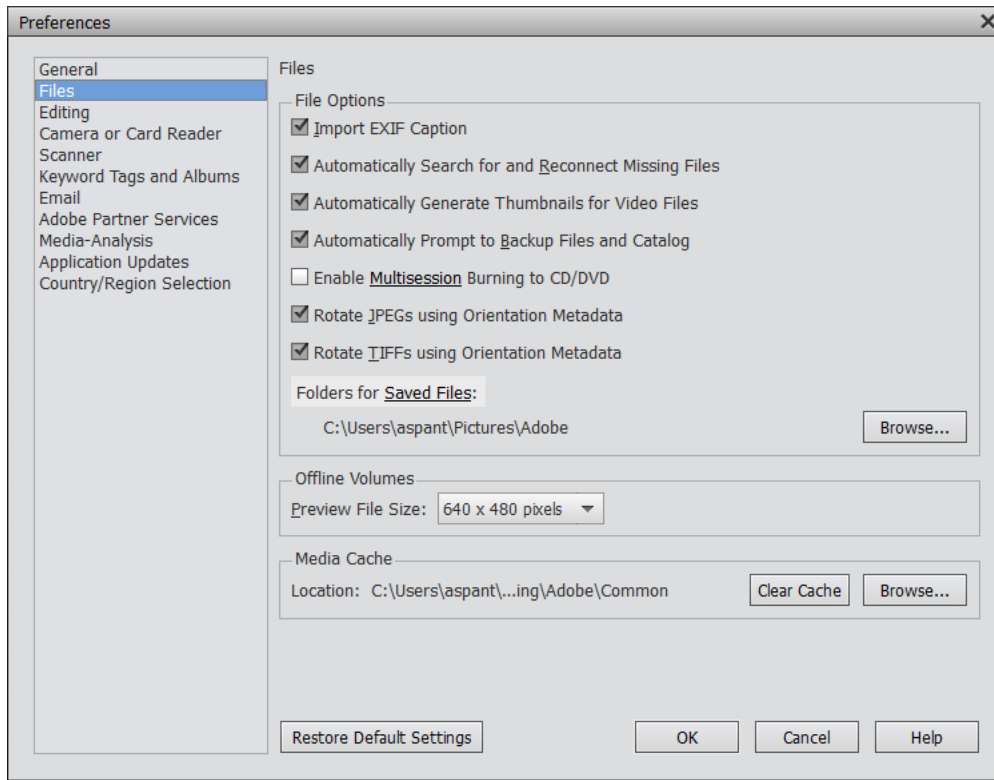 Preferences
General
Files
Editing
Camera or Card Reader
Scanner
Keyword Tags and Albums
Email
Adobe Partner Services
Media-Analysis
Application Updates
Country/Region Selection
Files
File Options
Import EXIF Caption
Automatically Search for and Reconnect Missing Files
Automatically Generate Thumbnails for Video Files
Automatically Prompt to Backup Files and Catalog
Enable Multisession Burning to CD/DVD
Rotate JPEGs using Orientation Metadata
Rotate TIFFs using Orientation Metadata
Folders for Saved Files:
C:\Users\aspant\Pictures\Adobe Browse...
Offline Volumes
Preview File Size: 640 x 480 pixels
Media Cache
Location: C:\Users\aspant\...ing\Adobe\Common Clear Cache Browse...
Restore Default Settings OK Cancel Help